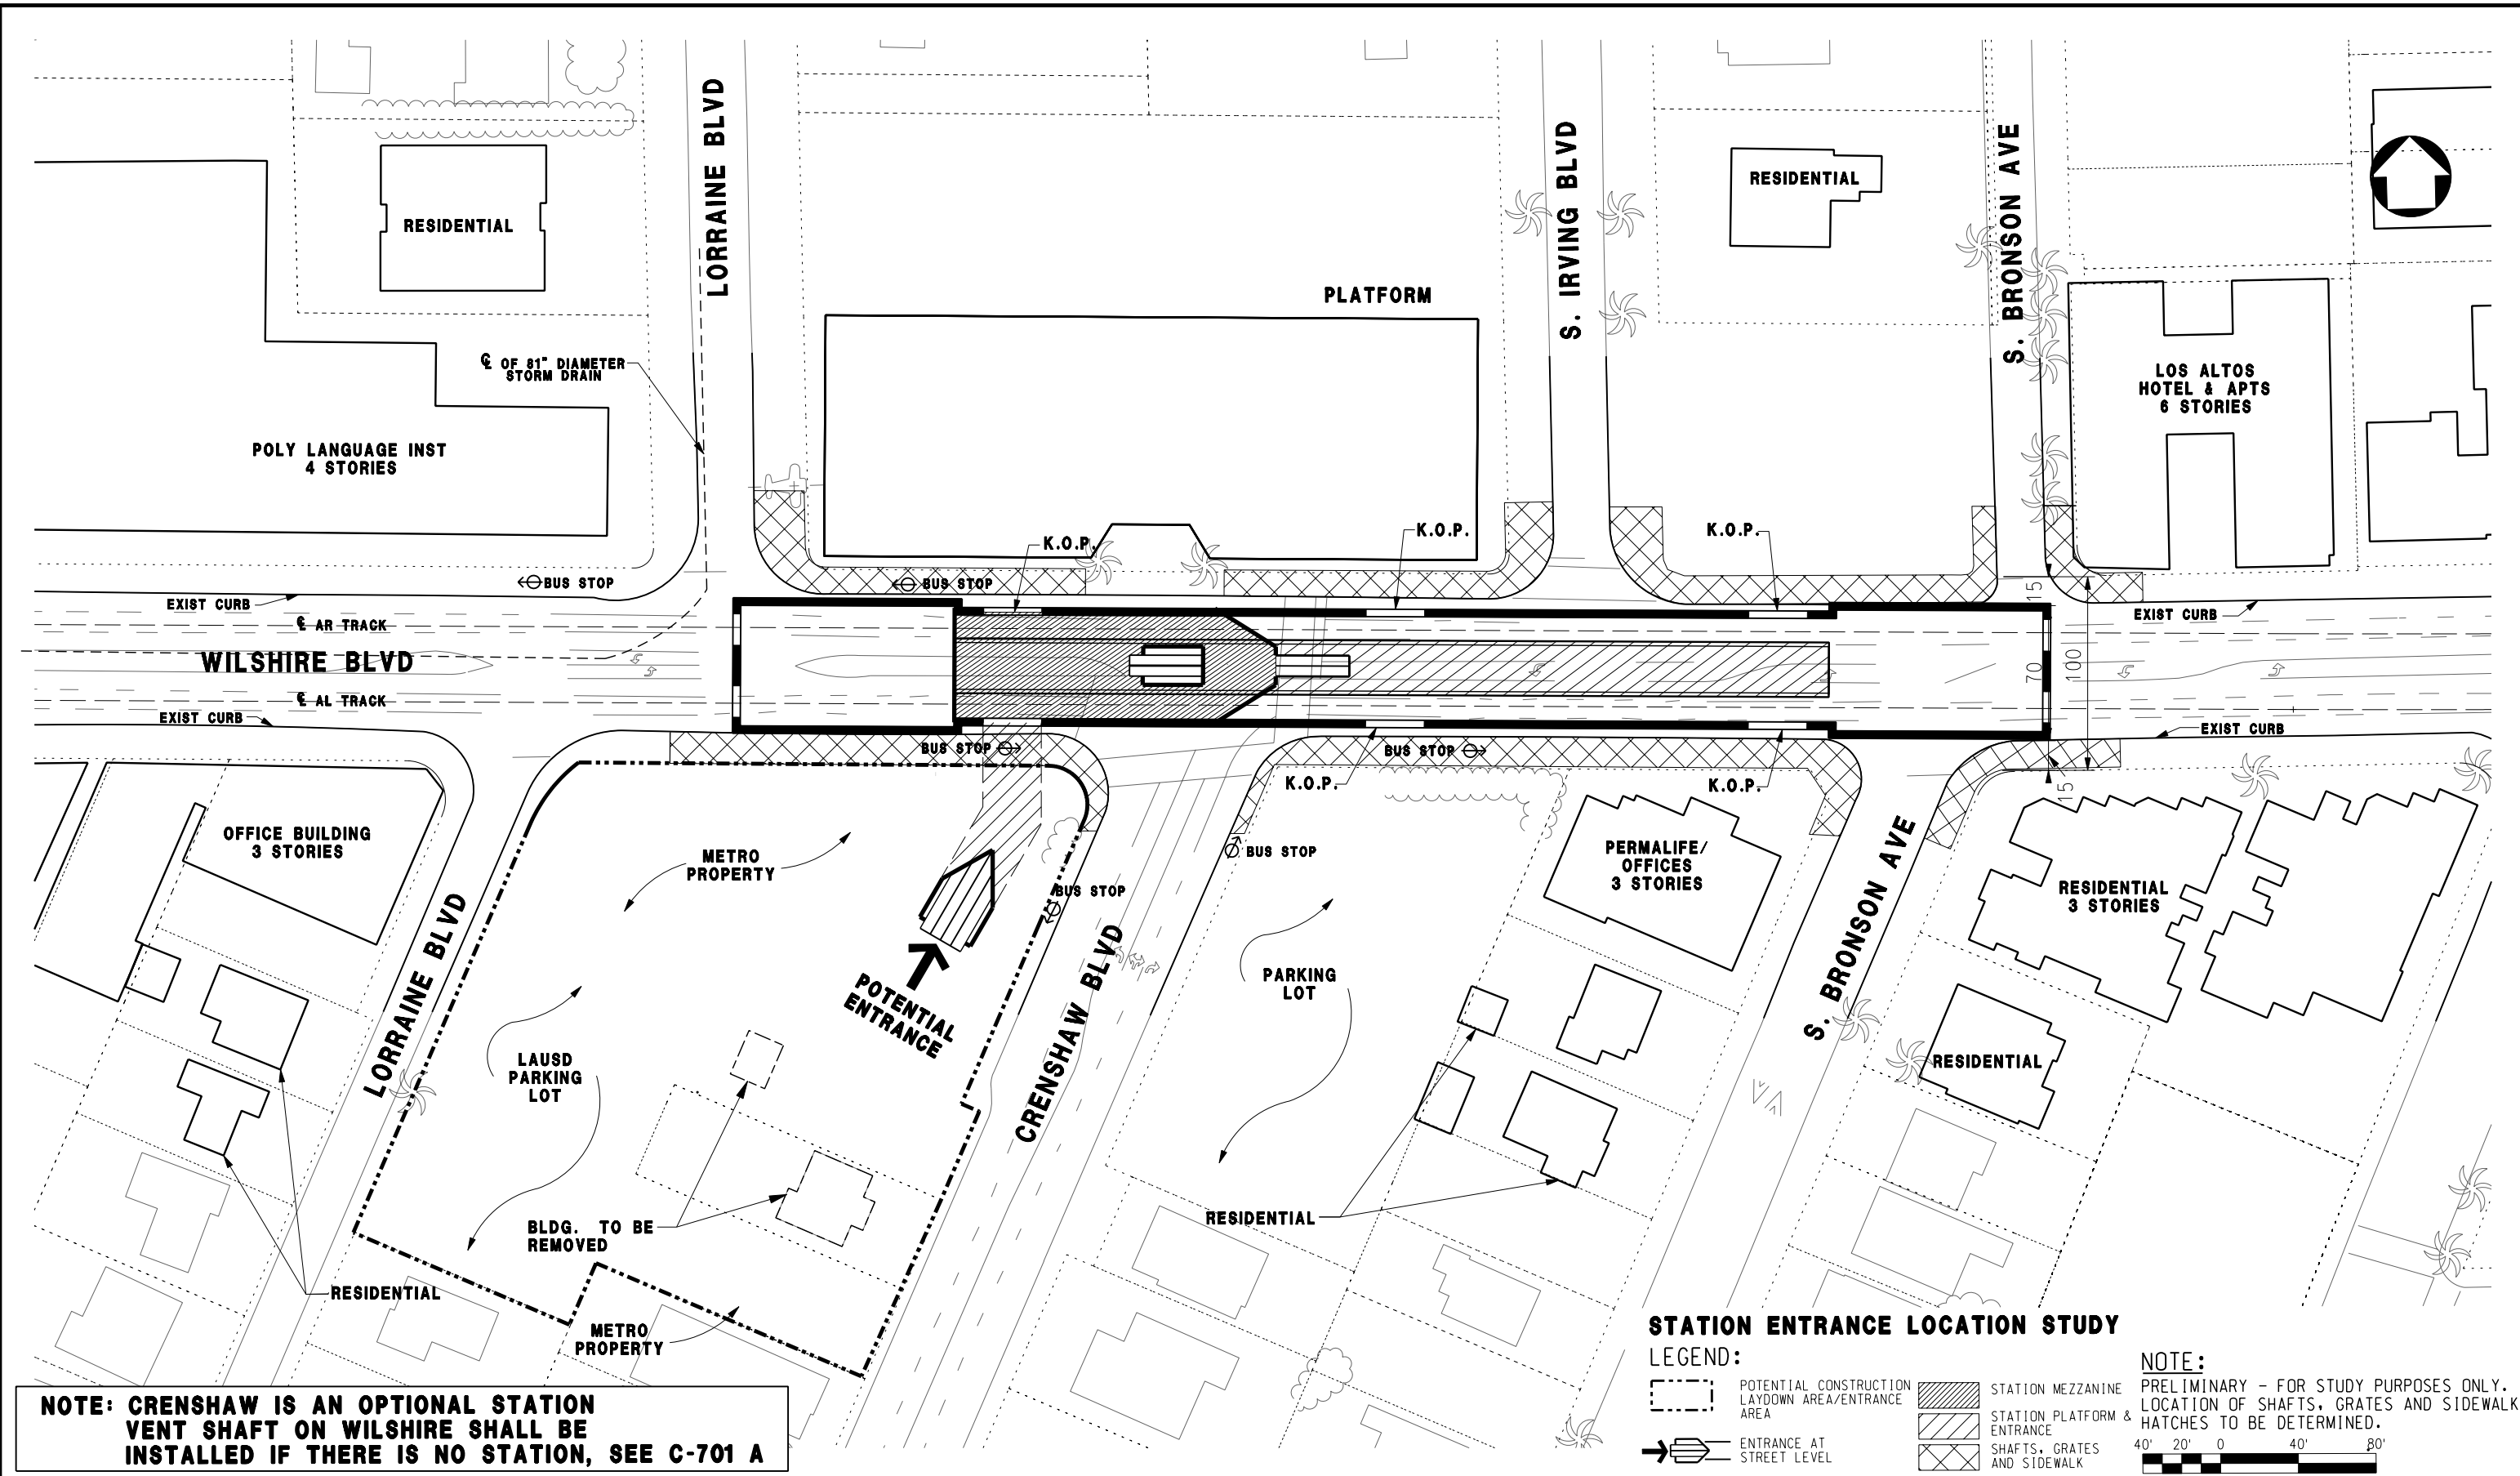 LORRAINE BLVD
S. IRVING BLVD
S. BRONSON AVE
RESIDENTIAL
RESIDENTIAL
PLATFORM
℄ OF 81" DIAMETER
STORM DRAIN
LOS ALTOS
HOTEL & APTS
6 STORIES
POLY LANGUAGE INST
4 STORIES
K.O.P.
K.O.P.
K.O.P.
BUS STOP
BUS STOP
EXIST CURB
EXIST CURB
15
℄ AR TRACK
WILSHIRE BLVD
70
100
℄ AL TRACK
EXIST CURB
EXIST CURB
BUS STOP
BUS STOP
K.O.P.
K.O.P.
15
OFFICE BUILDING
3 STORIES
METRO
PROPERTY
BUS STOP
BUS STOP
PERMALIFE/
OFFICES
3 STORIES
RESIDENTIAL
3 STORIES
LORRAINE BLVD
CRENSHAW BLVD
S. BRONSON AVE
POTENTIAL
ENTRANCE
PARKING
LOT
LAUSD
PARKING
LOT
RESIDENTIAL
BLDG. TO BE
REMOVED
RESIDENTIAL
RESIDENTIAL
METRO
PROPERTY
NOTE: CRENSHAW IS AN OPTIONAL STATION
VENT SHAFT ON WILSHIRE SHALL BE
INSTALLED IF THERE IS NO STATION, SEE C-701 A
STATION ENTRANCE LOCATION STUDY
LEGEND:
POTENTIAL CONSTRUCTION
LAYDOWN AREA/ENTRANCE
AREA
ENTRANCE AT
STREET LEVEL
STATION MEZZANINE
STATION PLATFORM &
ENTRANCE
SHAFTS, GRATES
AND SIDEWALK
NOTE:
PRELIMINARY - FOR STUDY PURPOSES ONLY.
LOCATION OF SHAFTS, GRATES AND SIDEWALK
HATCHES TO BE DETERMINED.
40' 20' 0 40' 80'